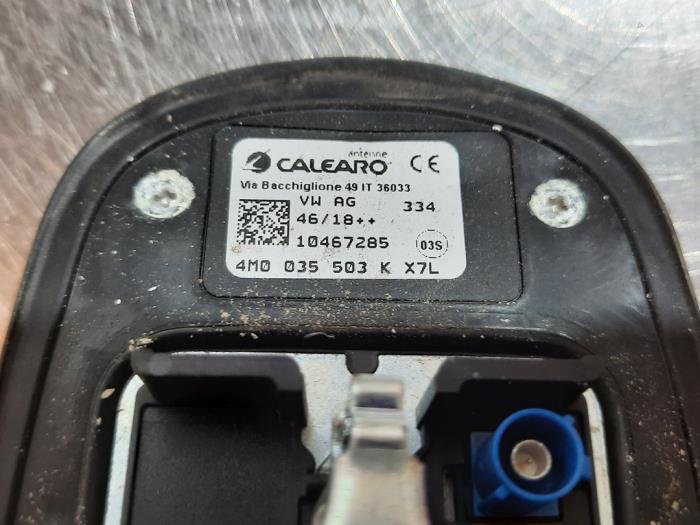 antenne
CALEARO CE
Via Bacchiglione 49 IT 36033
VW AG 334
46/18++
10467285 03S
4M0 035 503 K X7L